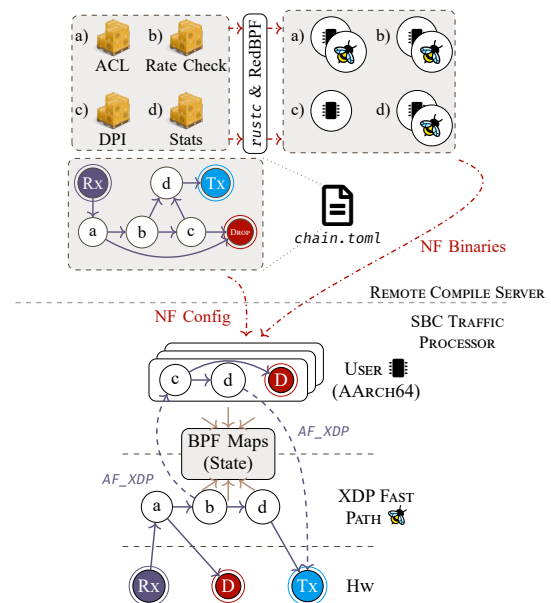 a) b) a) b)
ACL Rate Check
rustc & RedBPF
c) d) c) d)
DPI Stats
Rx d Tx
a b c DROP
chain.toml
NF Binaries
REMOTE COMPILE SERVER
NF Config
SBC TRAFFIC
PROCESSOR
c d D
USER
(AARCH64)
AF_XDP
BPF Maps
(State)
AF_XDP
a b d
XDP FAST
PATH
Rx D Tx HW